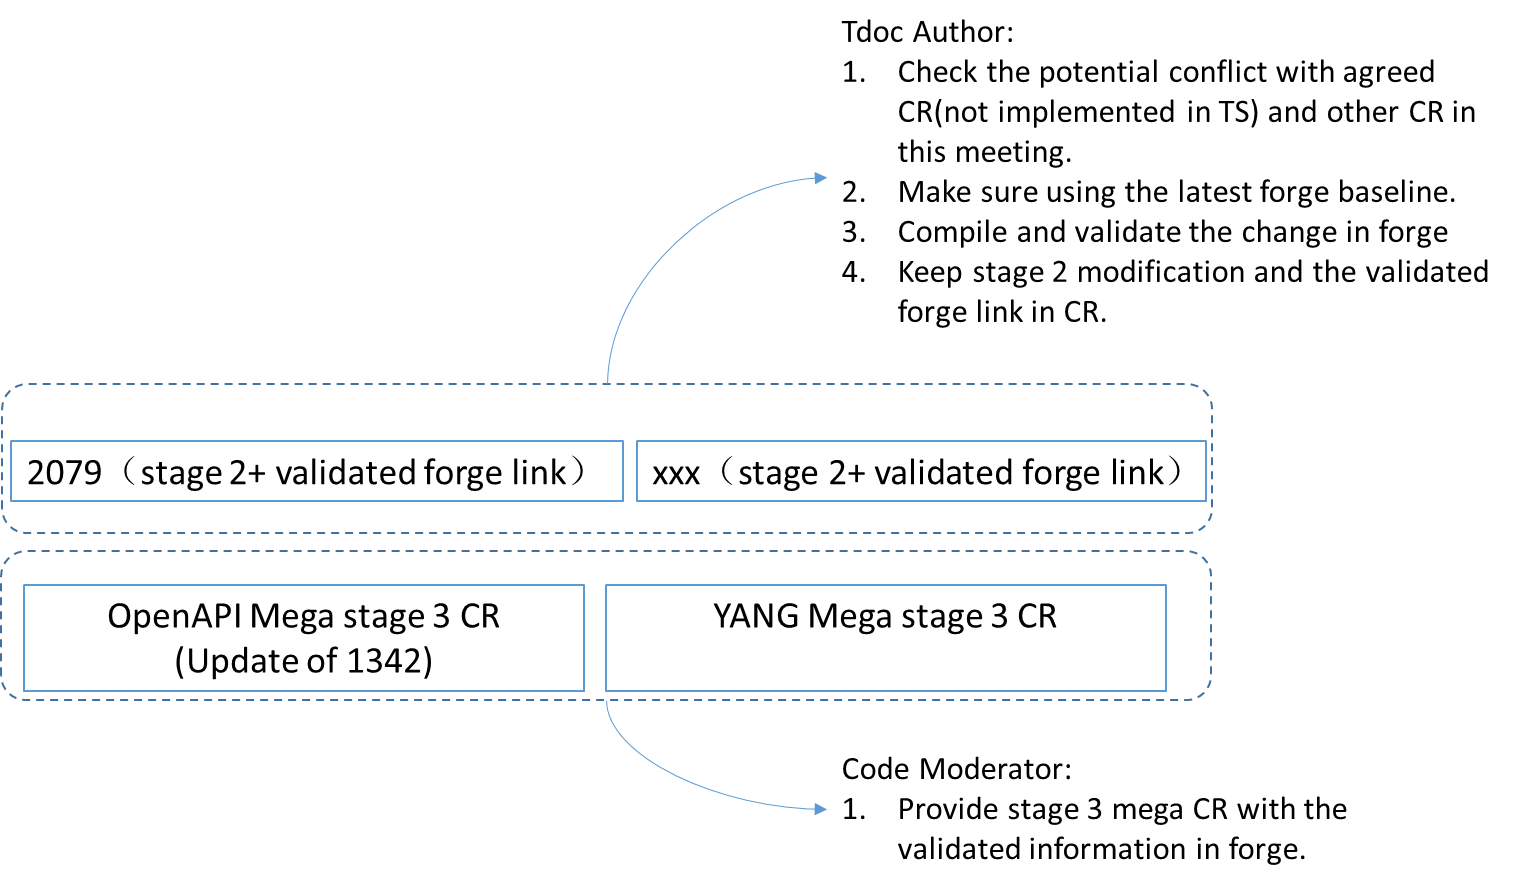 Tdoc Author:
1. Check the potential conflict with agreed
CR(not implemented in TS) and other CR in
this meeting.
2. Make sure using the latest forge baseline.
3. Compile and validate the change in forge
4. Keep stage 2 modification and the validated
forge link in CR.
2079（stage 2+ validated forge link）
xxx（stage 2+ validated forge link）
OpenAPI Mega stage 3 CR
(Update of 1342)
YANG Mega stage 3 CR
Code Moderator:
1. Provide stage 3 mega CR with the
validated information in forge.